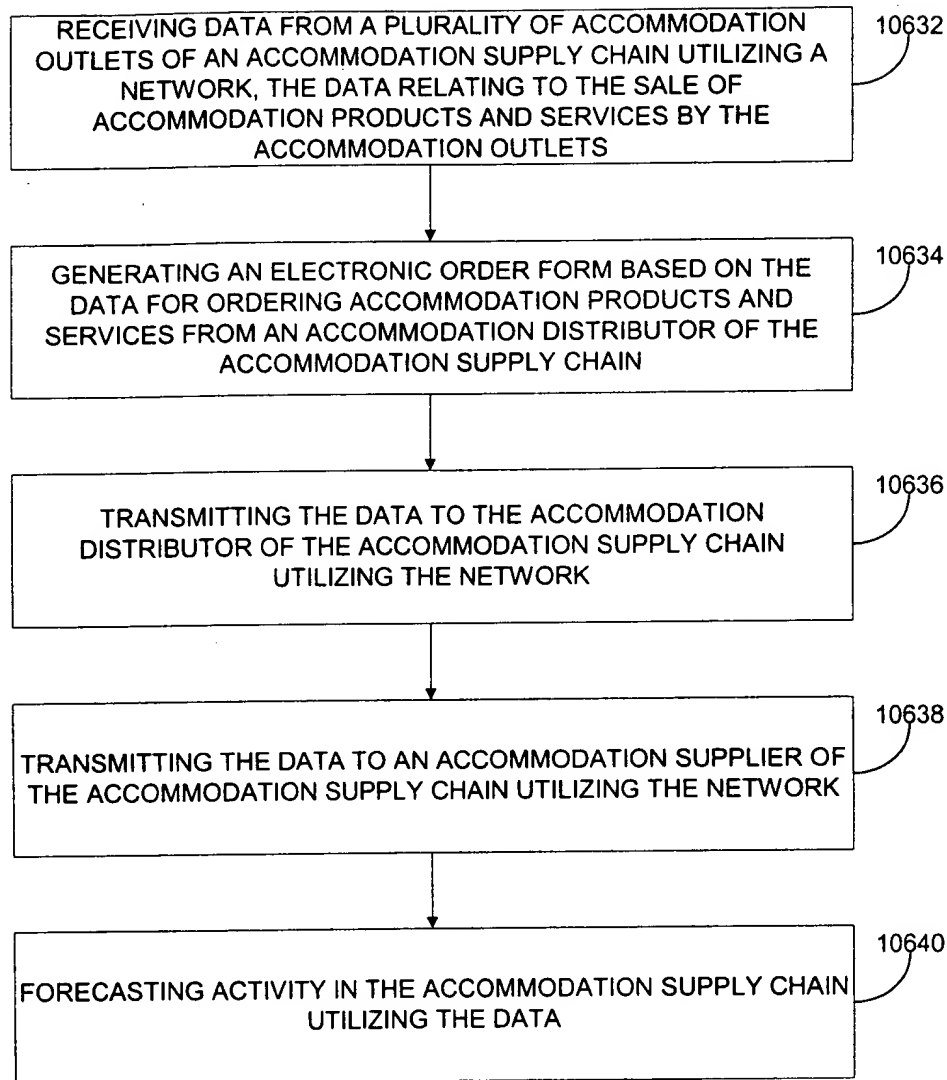 RECEIVING DATA FROM A PLURALITY OF ACCOMMODATION
OUTLETS OF AN ACCOMMODATION SUPPLY CHAIN UTILIZING A
NETWORK, THE DATA RELATING TO THE SALE OF
ACCOMMODATION PRODUCTS AND SERVICES BY THE
ACCOMMODATION OUTLETS
10632
GENERATING AN ELECTRONIC ORDER FORM BASED ON THE
DATA FOR ORDERING ACCOMMODATION PRODUCTS AND
SERVICES FROM AN ACCOMMODATION DISTRIBUTOR OF THE
ACCOMMODATION SUPPLY CHAIN
10634
TRANSMITTING THE DATA TO THE ACCOMMODATION
DISTRIBUTOR OF THE ACCOMMODATION SUPPLY CHAIN
UTILIZING THE NETWORK
10636
TRANSMITTING THE DATA TO AN ACCOMMODATION SUPPLIER OF
THE ACCOMMODATION SUPPLY CHAIN UTILIZING THE NETWORK
10638
FORECASTING ACTIVITY IN THE ACCOMMODATION SUPPLY CHAIN
UTILIZING THE DATA
10640